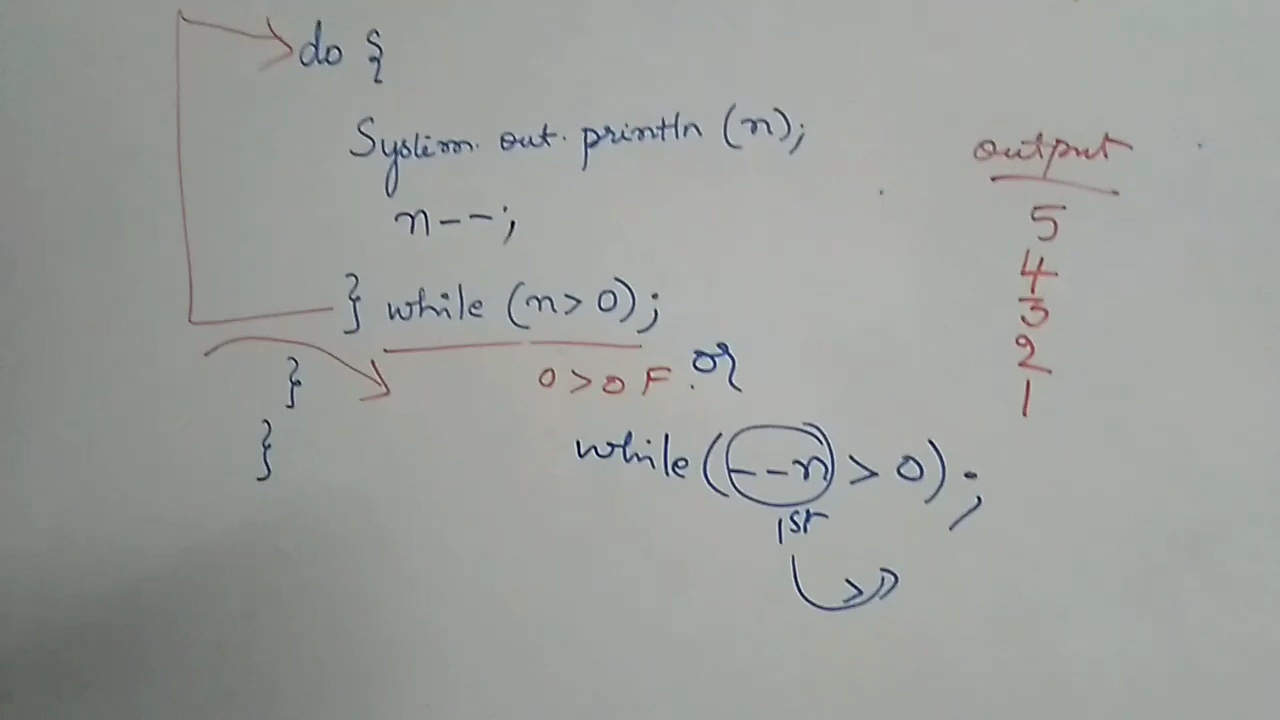 do {
System.out.println (n);
n--;
} while (n>0);
0>0 F. or
}
}
while(--n > 0);
1st
output
5
4
3
2
1